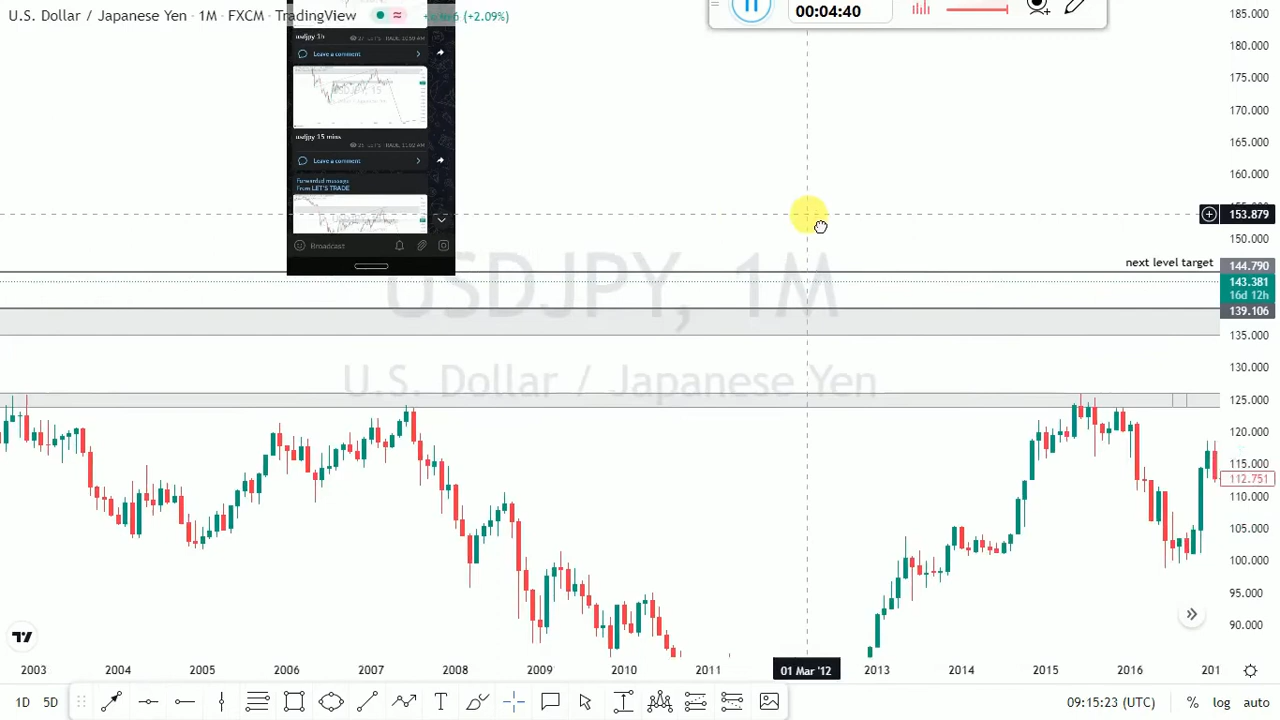 U.S. Dollar / Japanese Yen · 1M · FXCM · TradingView
(+2.09%)
00:04:40
usdjpy 1h
Leave a comment
usdjpy 15 mins
Leave a comment
Forwarded message
From LET'S TRADE
Broadcast
USDJPY, 1M
U.S. Dollar / Japanese Yen
next level target
185.000
180.000
175.000
170.000
165.000
160.000
153.879
150.000
144.790
143.381
16d 12h
139.106
135.000
130.000
125.000
120.000
115.000
112.751
110.000
105.000
100.000
95.000
90.000
2003
2004
2005
2006
2007
2008
2009
2010
2011
01 Mar '12
2013
2014
2015
2016
201
1D
5D
T
09:15:23 (UTC)
%
log
auto